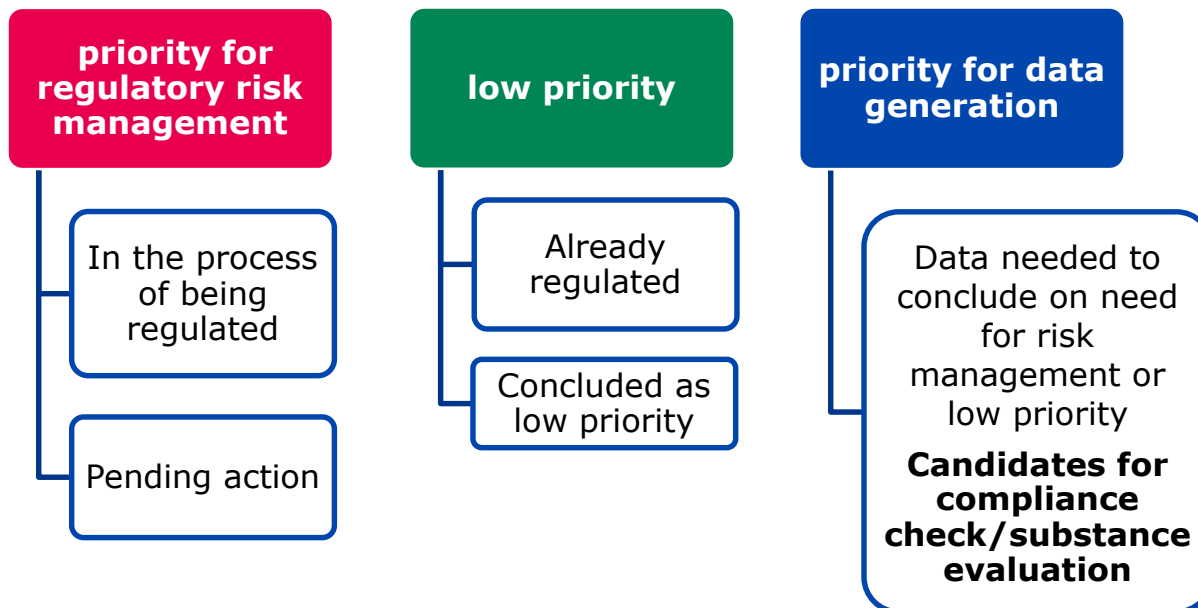 priority for
regulatory risk
management
In the process
of being
regulated
Pending action
low priority
Already
regulated
Concluded as
low priority
priority for data
generation
Data needed to
conclude on need
for risk
management or
low priority
Candidates for
compliance
check/substance
evaluation